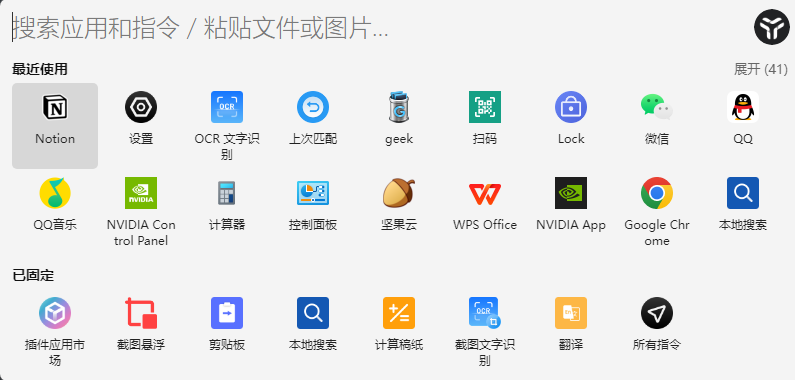 搜索应用和指令 / 粘贴文件或图片...
最近使用
展开 (41)
Notion
设置
OCR 文字识
别
上次匹配
geek
扫码
Lock
微信
QQ
QQ音乐
NVIDIA Con
trol Panel
计算器
控制面板
坚果云
WPS Office
NVIDIA App
Google Chr
ome
本地搜索
已固定
插件应用市
场
截图悬浮
剪贴板
本地搜索
计算稿纸
截图文字识
别
翻译
所有指令